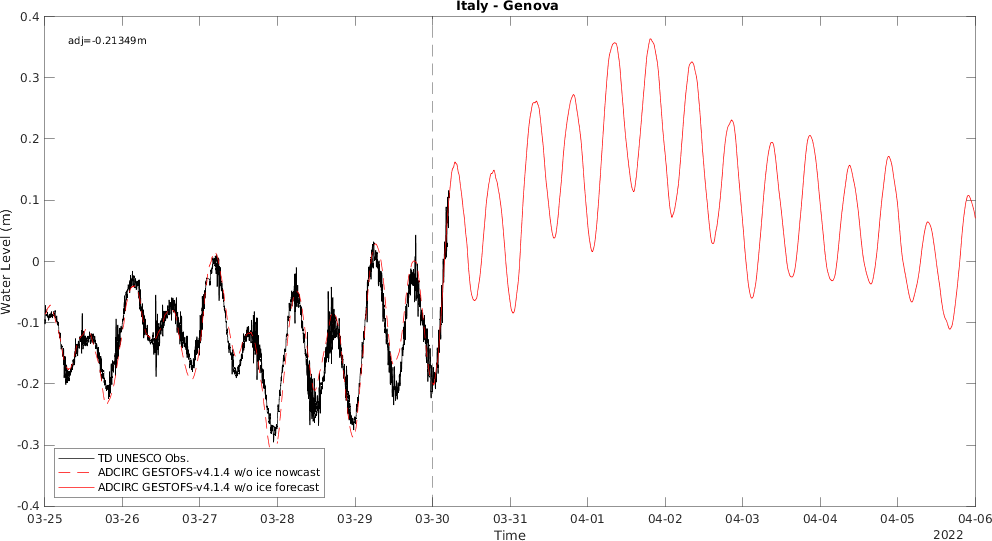 Italy - Genova
adj=-0.21349m
0.4
0.3
0.2
0.1
0
-0.1
-0.2
-0.3
-0.4
Water Level (m)
TD UNESCO Obs.
ADCIRC GESTOFS-v4.1.4 w/o ice nowcast
ADCIRC GESTOFS-v4.1.4 w/o ice forecast
03-25 03-26 03-27 03-28 03-29 03-30 03-31 04-01 04-02 04-03 04-04 04-05 04-06
Time
2022